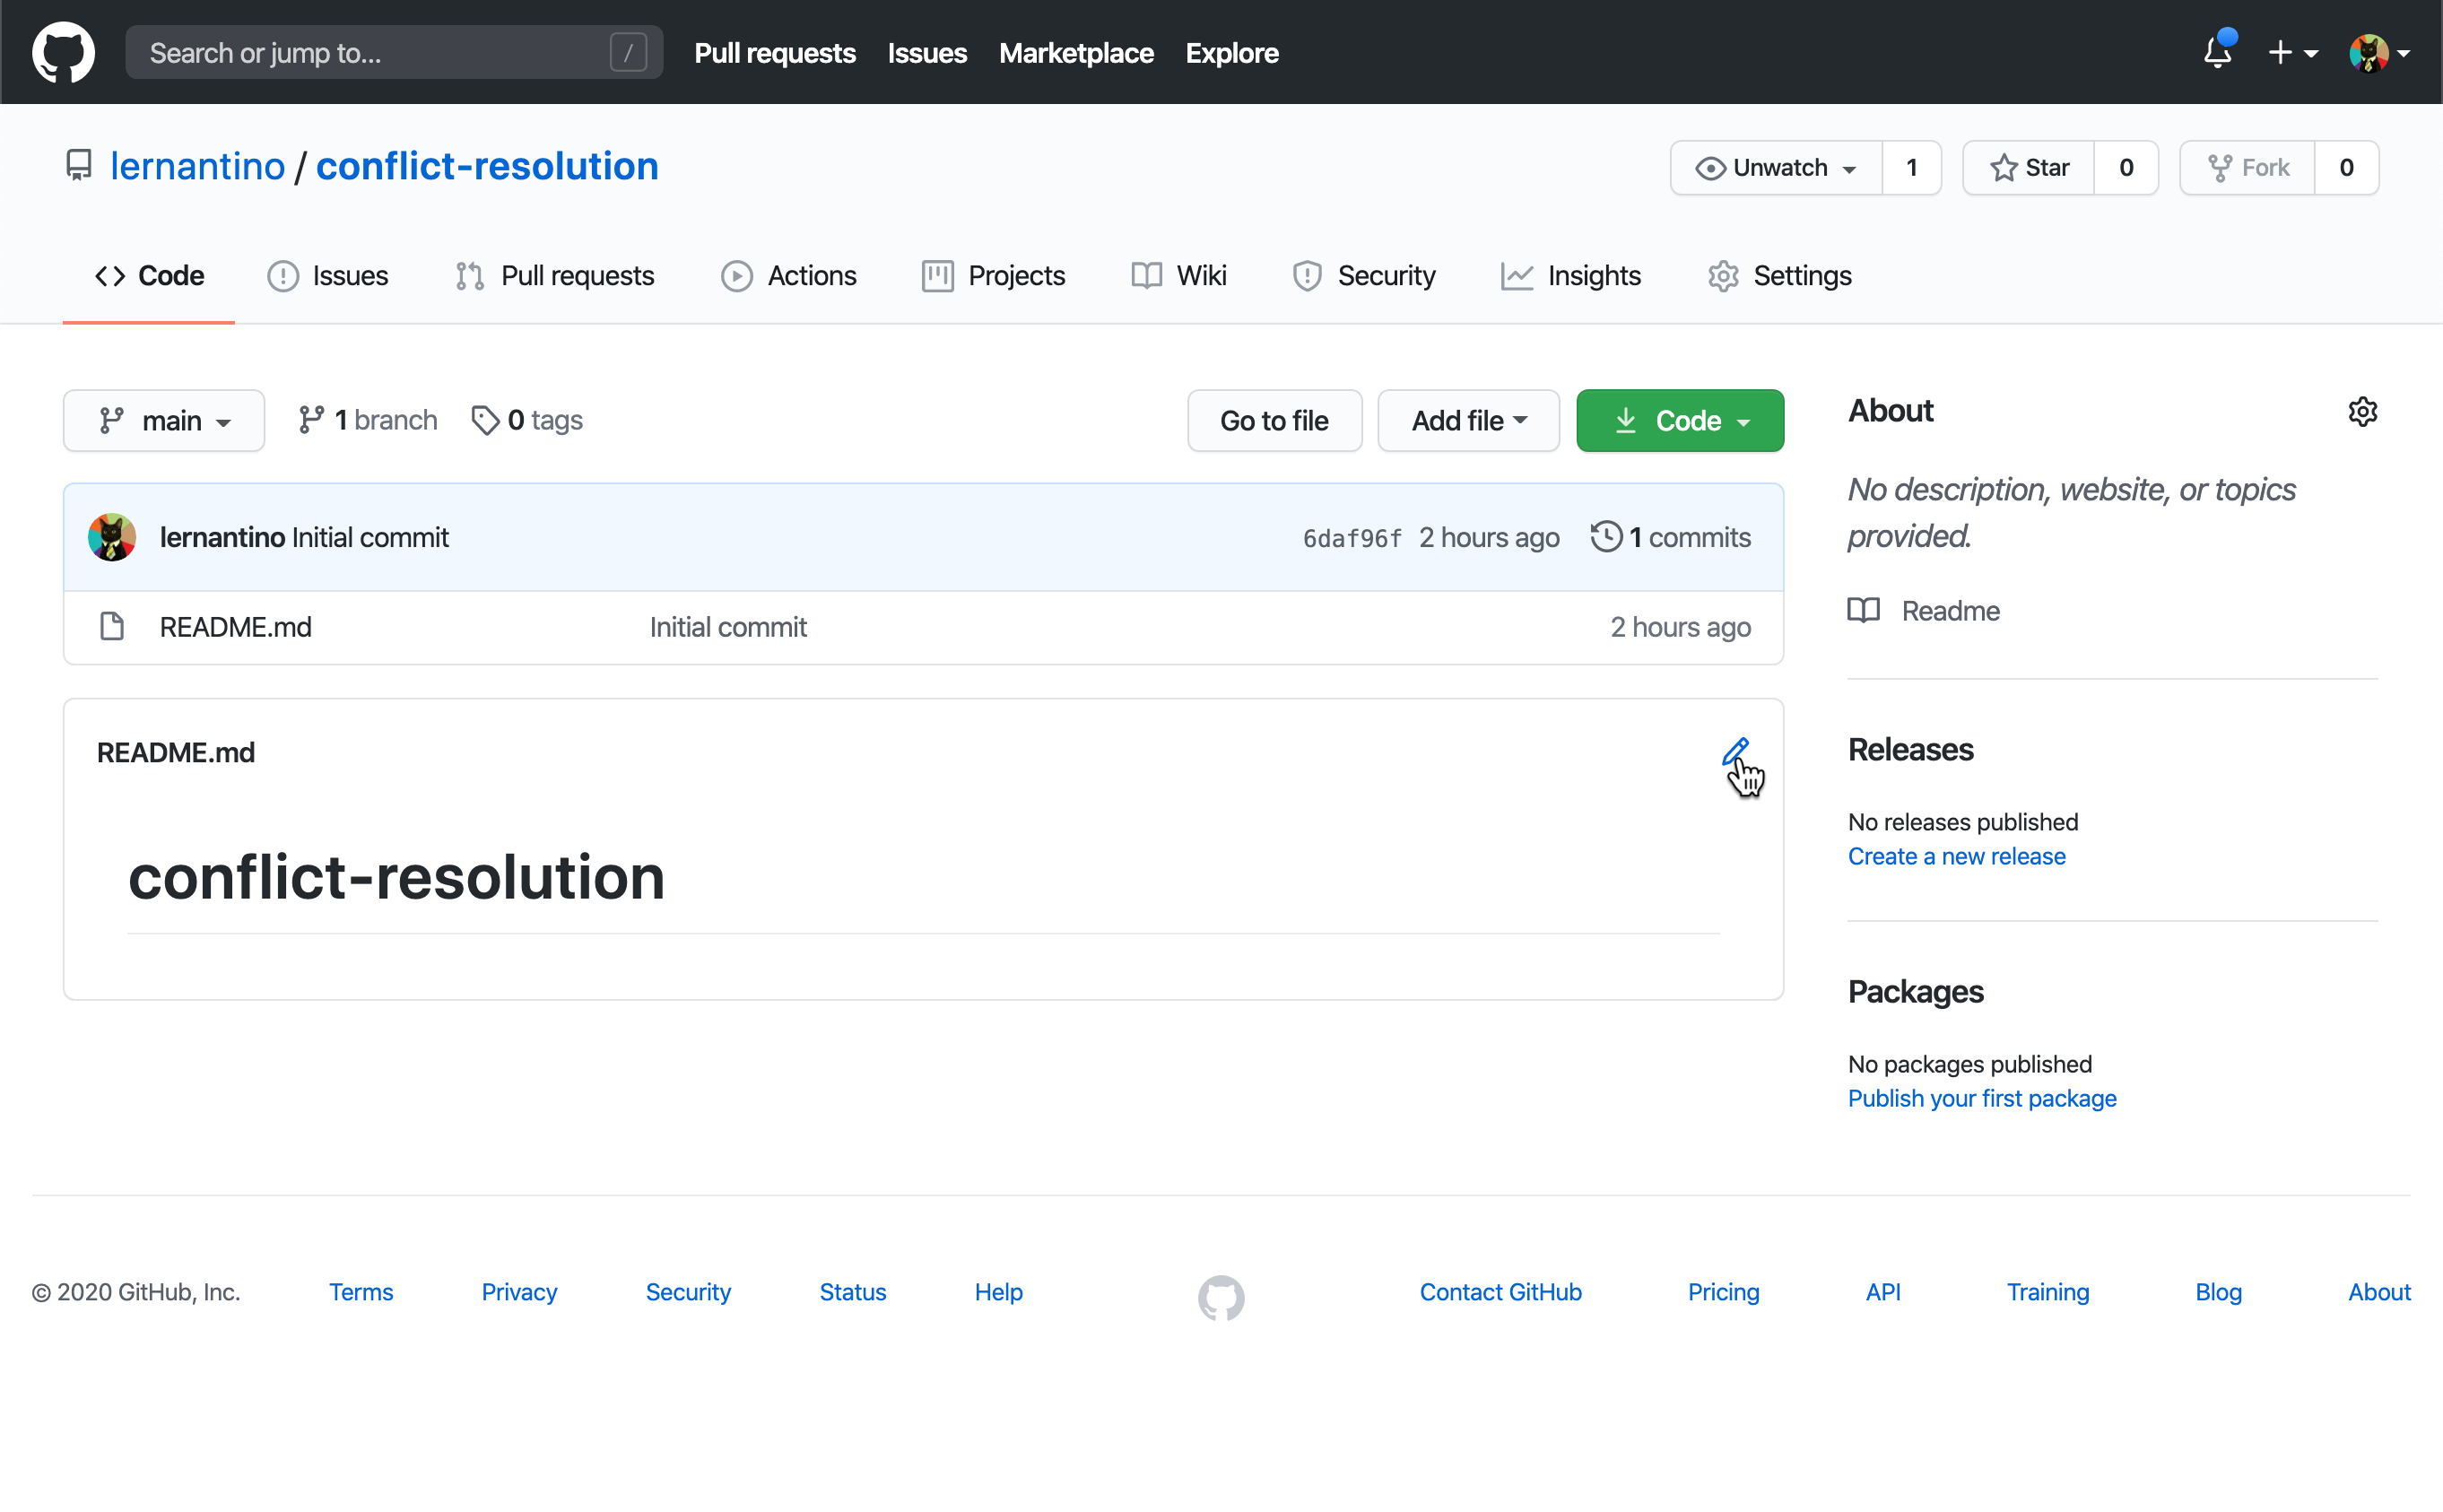 Search or jump to... / Pull requests Issues Marketplace Explore
lernantino / conflict-resolution Unwatch 1 Star 0 Fork 0
Code Issues Pull requests Actions Projects Wiki Security Insights Settings
main 1 branch 0 tags Go to file Add file Code
lernantino Initial commit 6daf96f 2 hours ago 1 commits
README.md Initial commit 2 hours ago
README.md
conflict-resolution
About
No description, website, or topics
provided.
Readme
Releases
No releases published
Create a new release
Packages
No packages published
Publish your first package
© 2020 GitHub, Inc. Terms Privacy Security Status Help Contact GitHub Pricing API Training Blog About